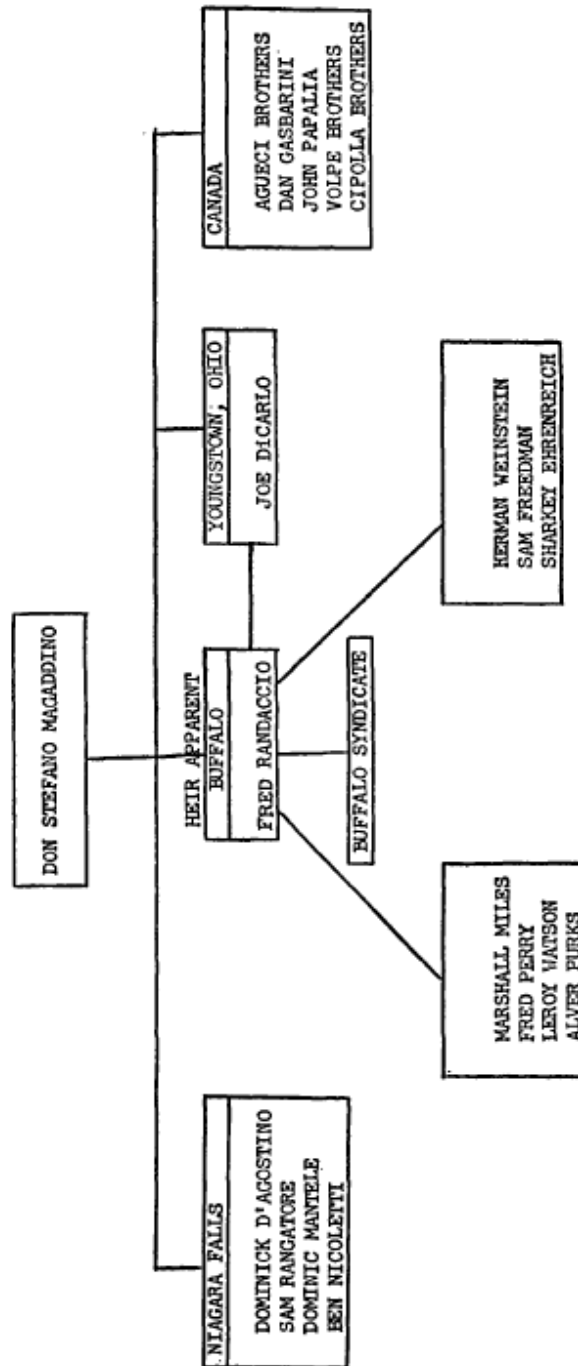 DON STEFANO MAGADDINO
HEIR APPARENT
.NIAGARA FALLS
DOMINICK D'AGOSTINO
SAM RANGATORE
DOMINIC MANTELE
BEN NICOLETTI
BUFFALO
FRED RANDACCIO
YOUNGSTOWN, OHIO
JOE DiCARLO
CANADA
AGUECI BROTHERS
DAN GASBARINI
JOHN PAPALIA
VOLPE BROTHERS
CIPOLLA BROTHERS
BUFFALO SYNDICATE
MARSHALL MILES
FRED PERRY
LEROY WATSON
ALVER PURKS
HERMAN WEINSTEIN
SAM FREEDMAN
SHARKEY EHRENREICH